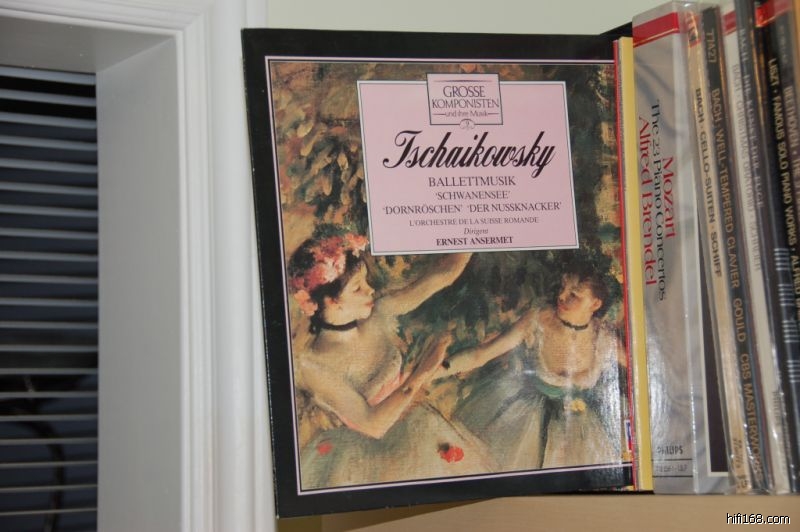 GROSSE
KOMPONISTEN
und ihre Musik
Tschaikowsky
BALLETTMUSIK
'SCHWANENSEE'
'DORNRÖSCHEN' 'DER NUSSKNACKER'
L'ORCHESTRE DE LA SUISSE ROMANDE
Dirigent
ERNEST ANSERMET
Mozart
The 23 Piano Concertos
Alfred Brendel
PHILIPS
BACH · CELLO-SUITEN · SCHIFF
BACH · WELL-TEMPERED CLAVIER GOULD CBS MASTERWORKS
LISZT · FAMOUS SOLO PIANO WORKS
BEETHOVEN
hifi168.com